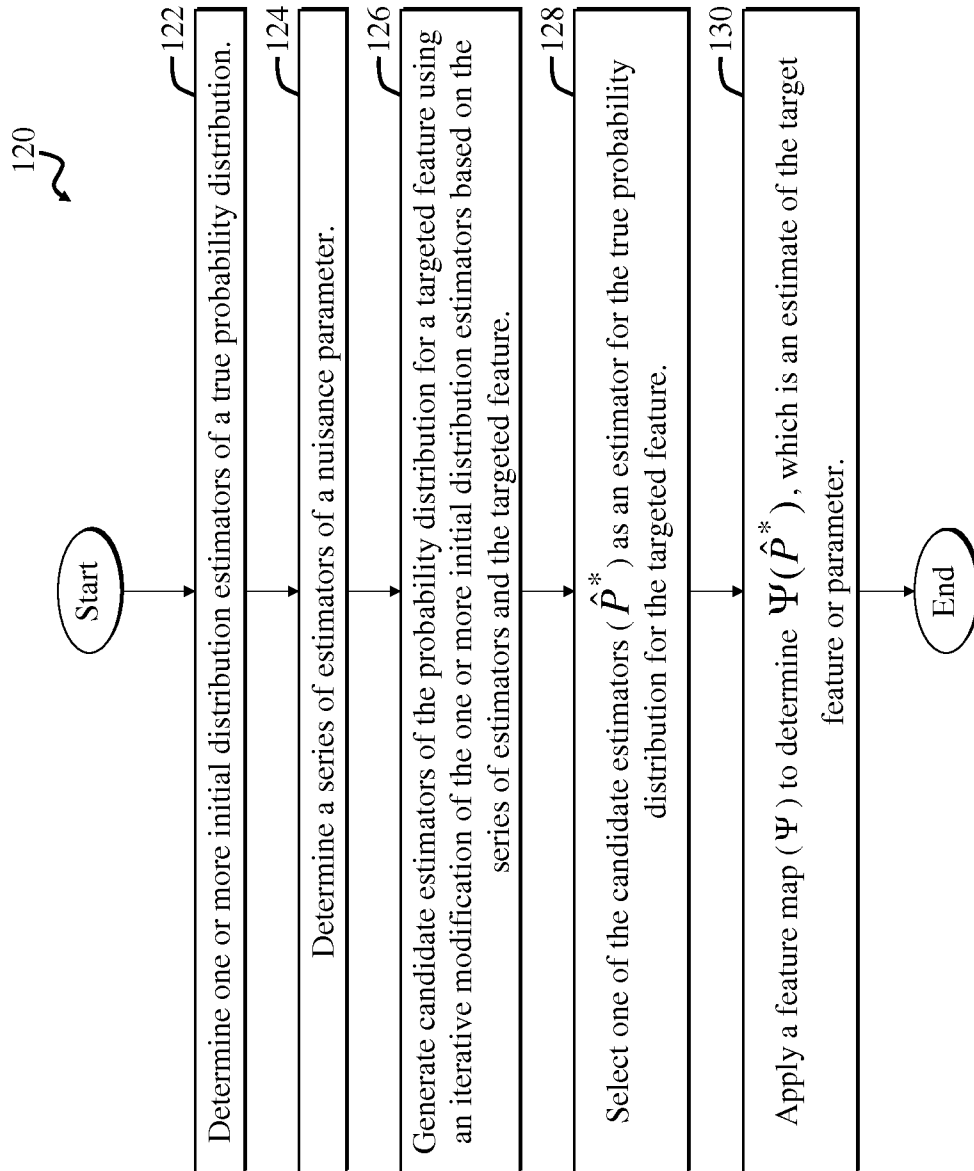 120
Start
122
Determine one or more initial distribution estimators of a true probability distribution.
124
Determine a series of estimators of a nuisance parameter.
126
Generate candidate estimators of the probability distribution for a targeted feature using
an iterative modification of the one or more initial distribution estimators based on the
series of estimators and the targeted feature.
128
Select one of the candidate estimators ( P̂* ) as an estimator for the true probability
distribution for the targeted feature.
130
Apply a feature map ( Ψ ) to determine Ψ( P̂* ), which is an estimate of the target
feature or parameter.
End